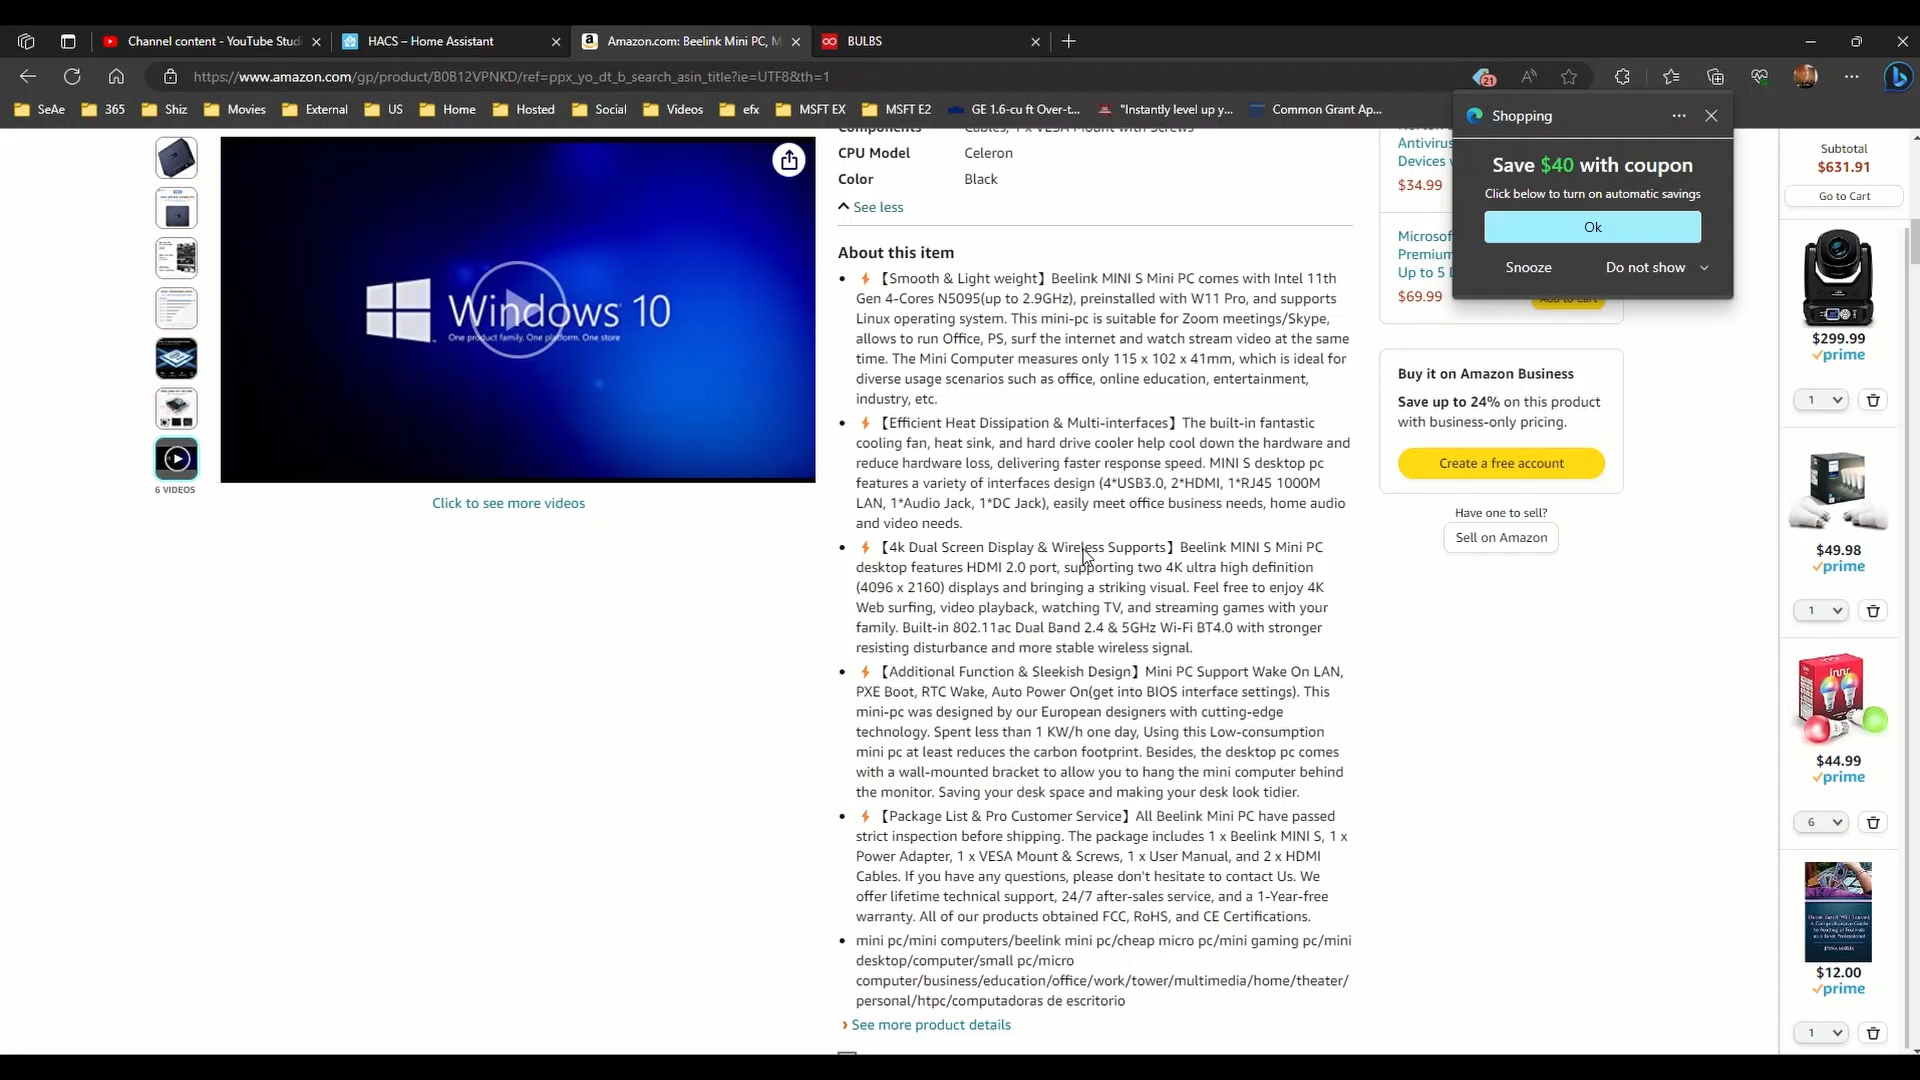 Channel content - YouTube Studi
HACS – Home Assistant
Amazon.com: Beelink Mini PC, M
BULBS
https://www.amazon.com/gp/product/B0B12VPNKD/ref=ppx_yo_dt_b_search_asin_title?ie=UTF8&th=1
21
SeAe
365
Shiz
Movies
External
US
Home
Hosted
Social
Videos
efx
MSFT EX
MSFT E2
GE 1.6-cu ft Over-t...
"Instantly level up y...
Common Grant Ap...
6 VIDEOS
Windows 10
One product family. One platform. One store
Click to see more videos
Components Cables, 1 x VESA Mount with Screws
CPU Model Celeron
Color Black
See less
About this item
【Smooth & Light weight】Beelink MINI S Mini PC comes with Intel 11th
Gen 4-Cores N5095(up to 2.9GHz), preinstalled with W11 Pro, and supports
Linux operating system. This mini-pc is suitable for Zoom meetings/Skype,
allows to run Office, PS, surf the internet and watch stream video at the same
time. The Mini Computer measures only 115 x 102 x 41mm, which is ideal for
diverse usage scenarios such as office, online education, entertainment,
industry, etc.
【Efficient Heat Dissipation & Multi-interfaces】The built-in fantastic
cooling fan, heat sink, and hard drive cooler help cool down the hardware and
reduce hardware loss, delivering faster response speed. MINI S desktop pc
features a variety of interfaces design (4*USB3.0, 2*HDMI, 1*RJ45 1000M
LAN, 1*Audio Jack, 1*DC Jack), easily meet office business needs, home audio
and video needs.
【4k Dual Screen Display & Wireless Supports】Beelink MINI S Mini PC
desktop features HDMI 2.0 port, supporting two 4K ultra high definition
(4096 x 2160) displays and bringing a striking visual. Feel free to enjoy 4K
Web surfing, video playback, watching TV, and streaming games with your
family. Built-in 802.11ac Dual Band 2.4 & 5GHz Wi-Fi BT4.0 with stronger
resisting disturbance and more stable wireless signal.
【Additional Function & Sleekish Design】Mini PC Support Wake On LAN,
PXE Boot, RTC Wake, Auto Power On(get into BIOS interface settings). This
mini-pc was designed by our European designers with cutting-edge
technology. Spent less than 1 KW/h one day, Using this Low-consumption
mini pc at least reduces the carbon footprint. Besides, the desktop pc comes
with a wall-mounted bracket to allow you to hang the mini computer behind
the monitor. Saving your desk space and making your desk look tidier.
【Package List & Pro Customer Service】All Beelink Mini PC have passed
strict inspection before shipping. The package includes 1 x Beelink MINI S, 1 x
Power Adapter, 1 x VESA Mount & Screws, 1 x User Manual, and 2 x HDMI
Cables. If you have any questions, please don't hesitate to contact Us. We
offer lifetime technical support, 24/7 after-sales service, and a 1-Year-free
warranty. All of our products obtained FCC, RoHS, and CE Certifications.
mini pc/mini computers/beelink mini pc/cheap micro pc/mini gaming pc/mini
desktop/computer/small pc/micro
computer/business/education/office/work/tower/multimedia/home/theater/
personal/htpc/computadoras de escritorio
See more product details
Antivirus
Devices
$34.99
Microsof
Premium
Up to 5
$69.99
Add to Cart
Shopping
Save $40 with coupon
Click below to turn on automatic savings
Ok
Snooze
Do not show
Buy it on Amazon Business
Save up to 24% on this product
with business-only pricing.
Create a free account
Have one to sell?
Sell on Amazon
Subtotal
$631.91
Go to Cart
$299.99
prime
1
$49.98
prime
1
innr
$44.99
prime
6
$12.00
prime
1